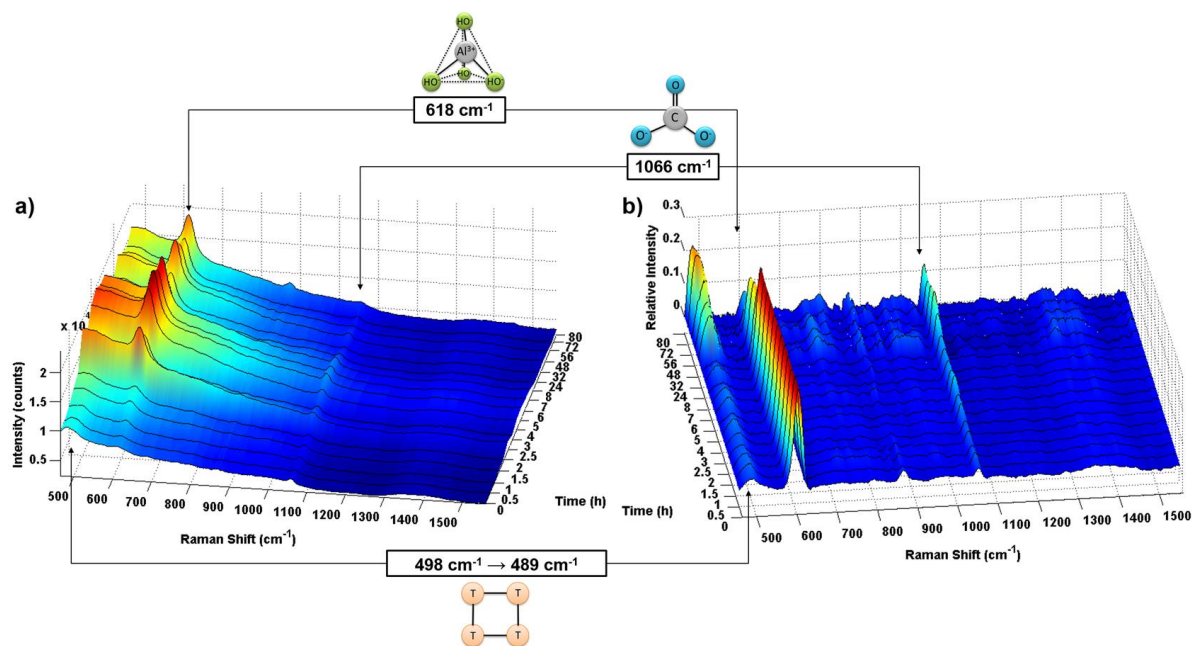 HO
Al³⁺
HO⁻ HO HO⁻
618 cm⁻¹
O
C
O⁻ O⁻
1066 cm⁻¹
a)
x 10⁴
2
1.5
1
0.5
Intensity (counts)
500 600 700 800 900 1000 1100 1200 1300 1400 1500
Raman Shift (cm⁻¹)
80
72
56
48
32
24
8
7
6
5
4
3
2.5
2
1.5
1
0.5
0
Time (h)
b)
0.3
0.2
0.1
0
Relative Intensity
80
72
56
48
32
24
8
7
6
5
4
3
2.5
2
1.5
1
0.5
0
Time (h)
500 600 700 800 900 1000 1100 1200 1300 1400 1500
Raman Shift (cm⁻¹)
498 cm⁻¹ → 489 cm⁻¹
T T
T T